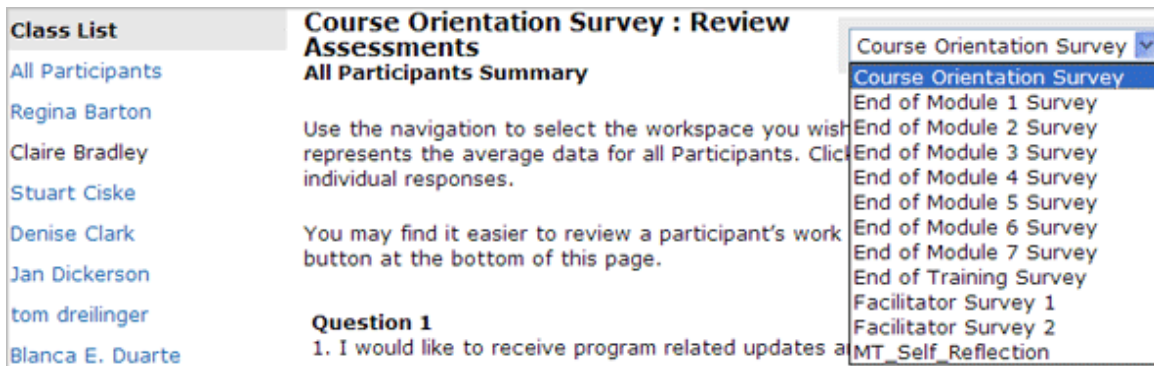 Class List
All Participants
Regina Barton
Claire Bradley
Stuart Ciske
Denise Clark
Jan Dickerson
tom dreilinger
Blanca E. Duarte
Course Orientation Survey : Review
Assessments
All Participants Summary
Use the navigation to select the workspace you
represents the average data for all Participants.
individual responses.
You may find it easier to review a participant's work
button at the bottom of this page.
Question 1
1. I would like to receive program related updates
Course Orientation Survey
Course Orientation Survey
End of Module 1 Survey
End of Module 2 Survey
End of Module 3 Survey
End of Module 4 Survey
End of Module 5 Survey
End of Module 6 Survey
End of Module 7 Survey
End of Training Survey
Facilitator Survey 1
Facilitator Survey 2
MT_Self_Reflection